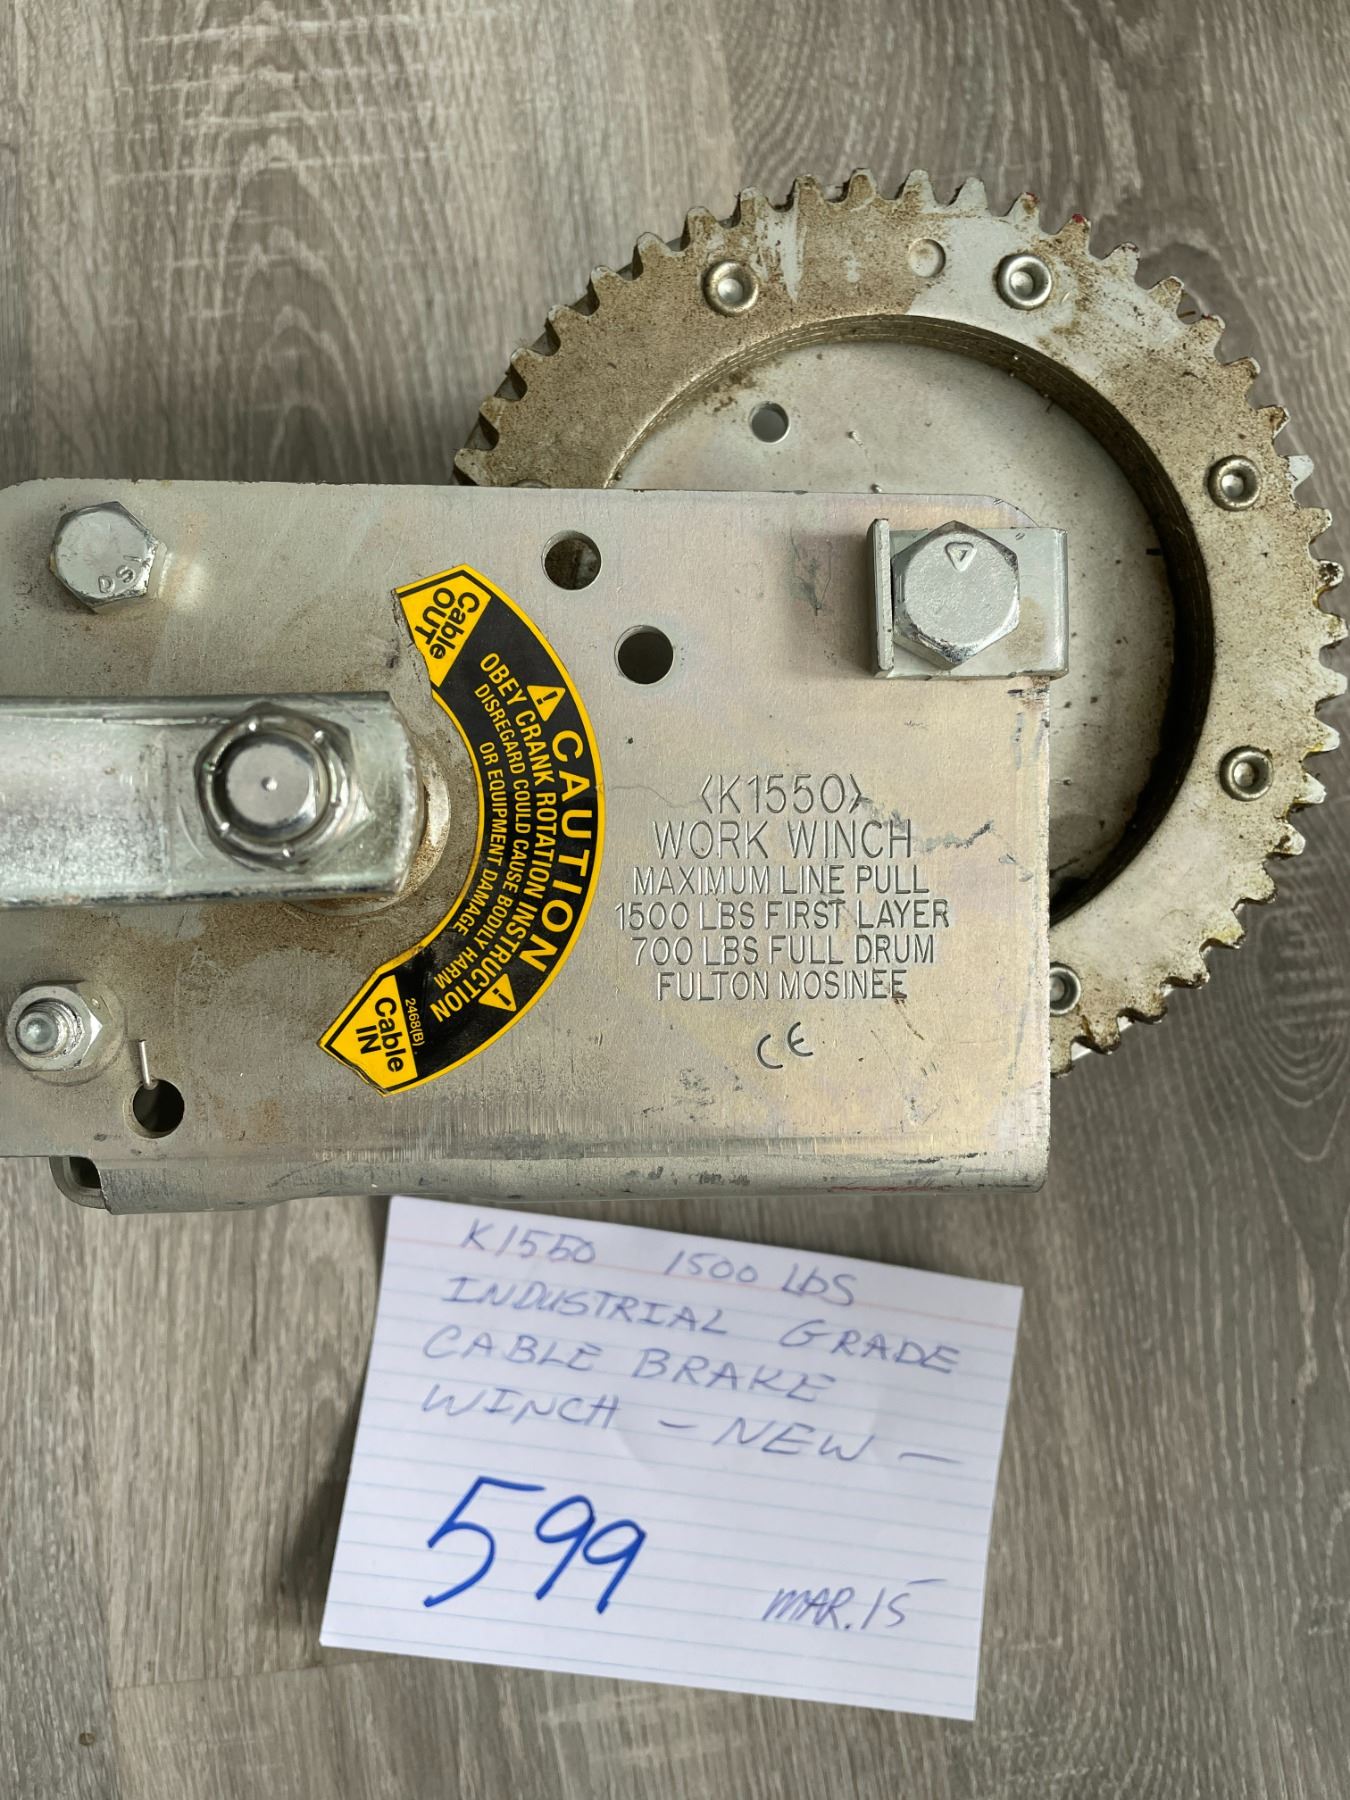 Cable
OUT
CAUTION
OBEY CRANK ROTATION INSTRUCTION
DISREGARD COULD CAUSE BODILY HARM
OR EQUIPMENT DAMAGE
Cable
IN
2468(B)
<K1550>
WORK WINCH
MAXIMUM LINE PULL
1500 LBS FIRST LAYER
700 LBS FULL DRUM
FULTON MOSINEE
CE
K1550 1500 LbS
INDUSTRIAL GRADE
CABLE BRAKE
WINCH - NEW -
599
MAR.15